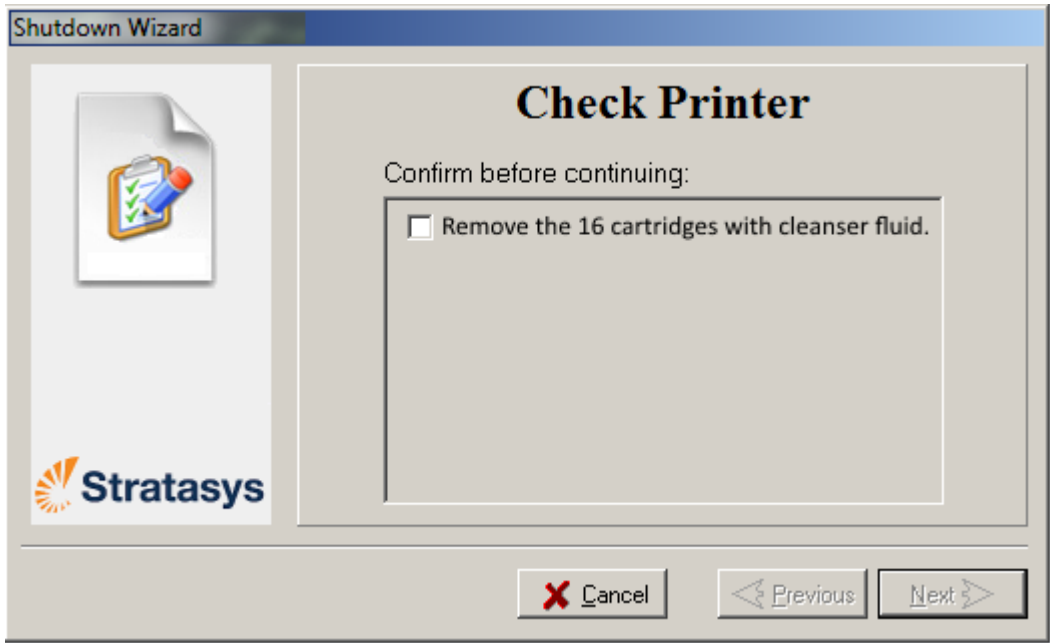 Shutdown Wizard
Check Printer
Confirm before continuing:
Remove the 16 cartridges with cleanser fluid.
Stratasys
Cancel
Previous
Next